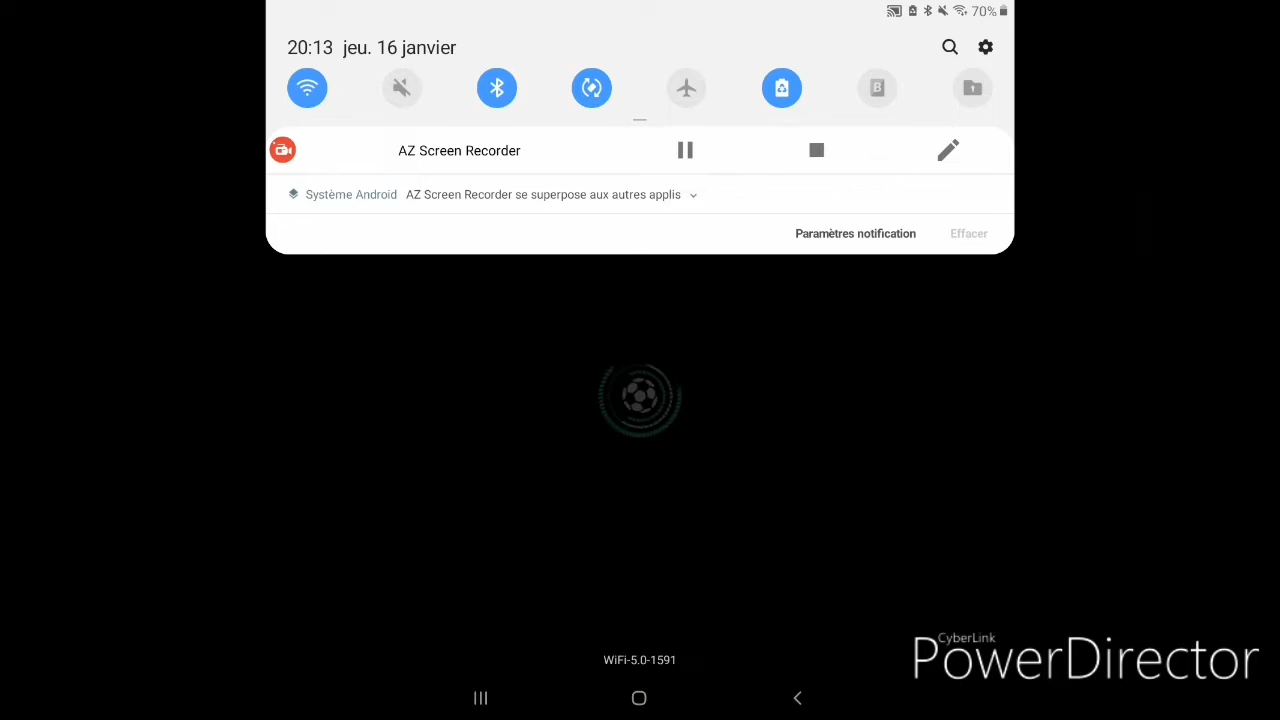 70%
20:13 jeu. 16 janvier
B
AZ Screen Recorder
Système Android AZ Screen Recorder se superpose aux autres applis
Paramètres notification Effacer
WiFi-5.0-1591
CyberLink
PowerDirector